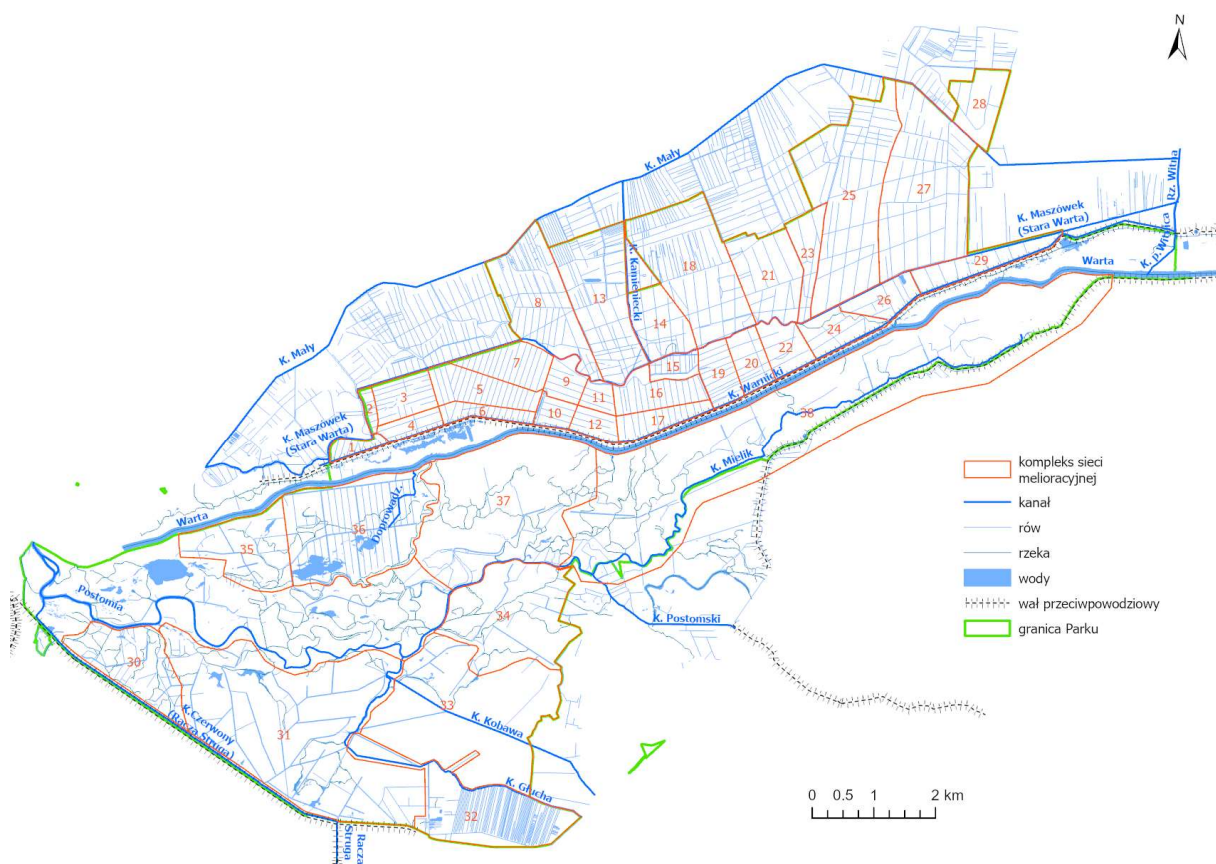 N
28
K. Mały
Rz. Witna
25
27
K. Maszówek
(Stara Warta)
K. p. Witnica
23
29
Warta
K. Kamieniecki
18
21
13
8
26
14
24
K. Mały
22
7
15
20
19
9
K. Warnicki
2
3
5
11
16
6
10
12
17
4
38
K. Maszówek
(Stara Warta)
1
K. Mielik
kompleks sieci
melioracyjnej
37
kanał
Doprowadz.
36
Warta
rów
35
rzeka
wody
Postomia
wał przeciwpowodziowy
34
K. Postomski
granica Parku
30
33
K.Czerwony
(Racza Struga)
K. Kobawa
31
K. Głucha
0 0.5 1 2 km
32
Racza
Struga